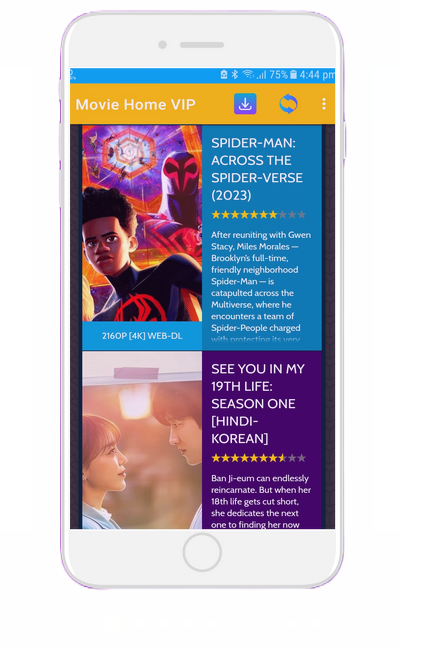 75% 4:44 pm
Movie Home VIP
SPIDER-MAN:
ACROSS THE
SPIDER-VERSE
(2023)
After reuniting with Gwen
Stacy, Miles Morales —
Brooklyn's full-time,
friendly neighborhood
Spider-Man — is
catapulted across the
Multiverse, where he
encounters a team of
Spider-People charged
with protecting its very
2160P [4K] WEB-DL
SEE YOU IN MY
19TH LIFE:
SEASON ONE
[HINDI-
KOREAN]
Ban Ji-eum can endlessly
reincarnate. But when her
18th life gets cut short,
she dedicates the next
one to finding her now